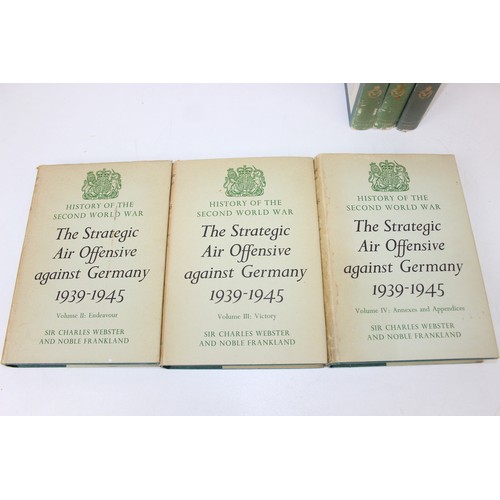 HISTORY OF THE
SECOND WORLD WAR
The Strategic
Air Offensive
against Germany
1939-1945
Volume II: Endeavour
SIR CHARLES WEBSTER
AND NOBLE FRANKLAND
HISTORY OF THE
SECOND WORLD WAR
The Strategic
Air Offensive
against Germany
1939-1945
Volume III: Victory
SIR CHARLES WEBSTER
AND NOBLE FRANKLAND
HISTORY OF THE
SECOND WORLD WAR
The Strategic
Air Offensive
against Germany
1939-1945
Volume IV: Annexes and Appendices
SIR CHARLES WEBSTER
AND NOBLE FRANKLAND